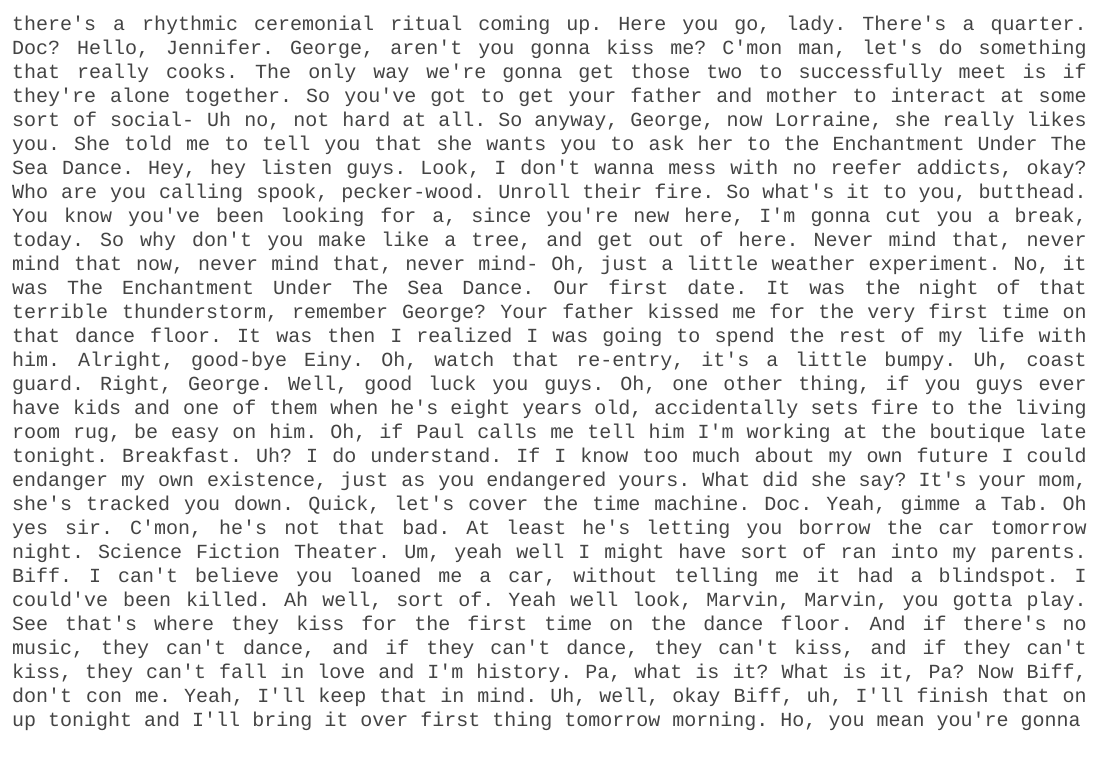 there's a rhythmic ceremonial ritual coming up. Here you go, lady. There's a quarter.
Doc? Hello, Jennifer. George, aren't you gonna kiss me? C'mon man, let's do something
that really cooks. The only way we're gonna get those two to successfully meet is if
they're alone together. So you've got to get your father and mother to interact at some
sort of social- Uh no, not hard at all. So anyway, George, now Lorraine, she really likes
you. She told me to tell you that she wants you to ask her to the Enchantment Under The
Sea Dance. Hey, hey listen guys. Look, I don't wanna mess with no reefer addicts, okay?
Who are you calling spook, pecker-wood. Unroll their fire. So what's it to you, butthead.
You know you've been looking for a, since you're new here, I'm gonna cut you a break,
today. So why don't you make like a tree, and get out of here. Never mind that, never
mind that now, never mind that, never mind- Oh, just a little weather experiment. No, it
was The Enchantment Under The Sea Dance. Our first date. It was the night of that
terrible thunderstorm, remember George? Your father kissed me for the very first time on
that dance floor. It was then I realized I was going to spend the rest of my life with
him. Alright, good-bye Einy. Oh, watch that re-entry, it's a little bumpy. Uh, coast
guard. Right, George. Well, good luck you guys. Oh, one other thing, if you guys ever
have kids and one of them when he's eight years old, accidentally sets fire to the living
room rug, be easy on him. Oh, if Paul calls me tell him I'm working at the boutique late
tonight. Breakfast. Uh? I do understand. If I know too much about my own future I could
endanger my own existence, just as you endangered yours. What did she say? It's your mom,
she's tracked you down. Quick, let's cover the time machine. Doc. Yeah, gimme a Tab. Oh
yes sir. C'mon, he's not that bad. At least he's letting you borrow the car tomorrow
night. Science Fiction Theater. Um, yeah well I might have sort of ran into my parents.
Biff. I can't believe you loaned me a car, without telling me it had a blindspot. I
could've been killed. Ah well, sort of. Yeah well look, Marvin, Marvin, you gotta play.
See that's where they kiss for the first time on the dance floor. And if there's no
music, they can't dance, and if they can't dance, they can't kiss, and if they can't
kiss, they can't fall in love and I'm history. Pa, what is it? What is it, Pa? Now Biff,
don't con me. Yeah, I'll keep that in mind. Uh, well, okay Biff, uh, I'll finish that on
up tonight and I'll bring it over first thing tomorrow morning. Ho, you mean you're gonna